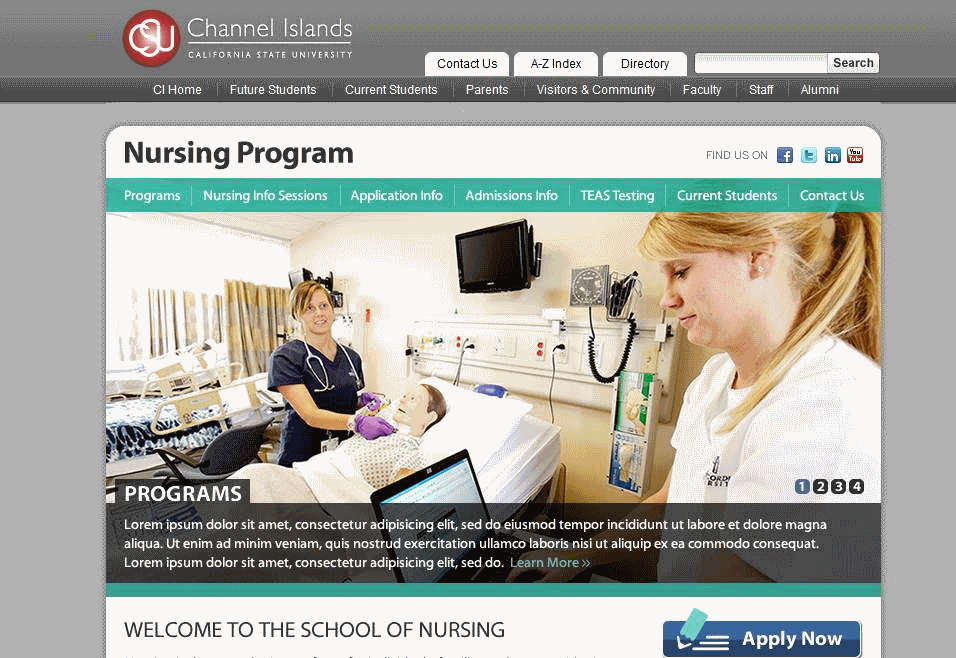 CSU Channel Islands
CALIFORNIA STATE UNIVERSITY
Contact Us A-Z Index Directory Search
CI Home Future Students Current Students Parents Visitors & Community Faculty Staff Alumni
Nursing Program
FIND US ON
You Tube
Programs Nursing Info Sessions Application Info Admissions Info TEAS Testing Current Students Contact Us
PROGRAMS
1 2 3 4
Lorem ipsum dolor sit amet, consectetur adipisicing elit, sed do eiusmod tempor incididunt ut labore et dolore magna
aliqua. Ut enim ad minim veniam, quis nostrud exercitation ullamco laboris nisi ut aliquip ex ea commodo consequat.
Lorem ipsum dolor sit amet, consectetur adipisicing elit, sed do. Learn More >>
WELCOME TO THE SCHOOL OF NURSING
Apply Now